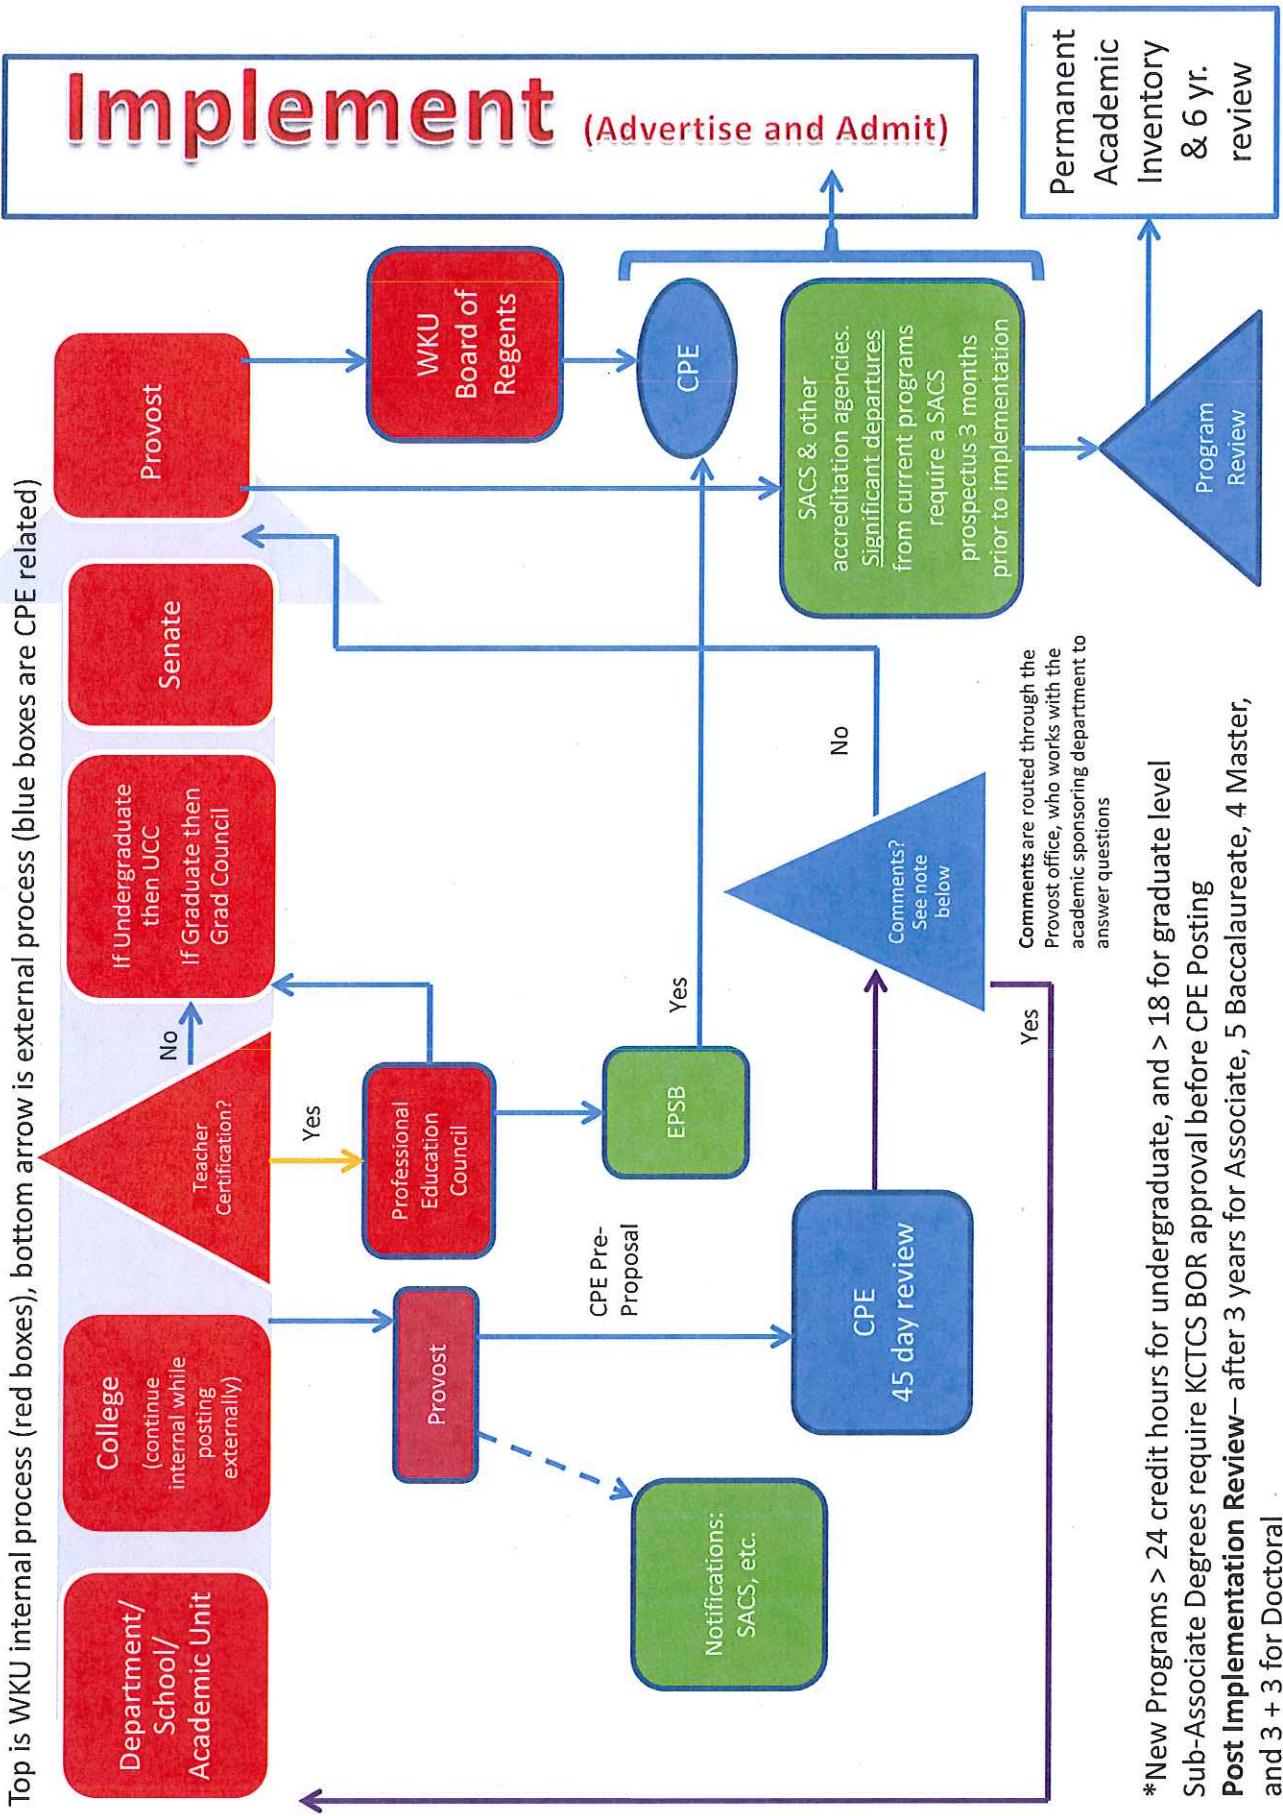 Top is WKU internal process (red boxes), bottom arrow is external process (blue boxes are CPE related)
Department/
School/
Academic Unit
College
(continue
internal while
posting
externally)
Teacher
Certification?
No
If Undergraduate
then UCC
If Graduate then
Grad Council
Senate
Provost
Implement (Advertise and Admit)
Yes
Provost
Professional
Education
Council
WKU
Board of
Regents
CPE Pre-
Proposal
EPSB
Yes
CPE
Notifications:
SACS, etc.
CPE
45 day review
Comments?
See note
below
No
SACS & other
accreditation agencies.
Significant departures
from current programs
require a SACS
prospectus 3 months
prior to implementation
Yes
Comments are routed through the
Provost office, who works with the
academic sponsoring department to
answer questions
Program
Review
Permanent
Academic
Inventory
& 6 yr.
review
*New Programs > 24 credit hours for undergraduate, and > 18 for graduate level
Sub-Associate Degrees require KCTCS BOR approval before CPE Posting
Post Implementation Review– after 3 years for Associate, 5 Baccalaureate, 4 Master,
and 3 + 3 for Doctoral